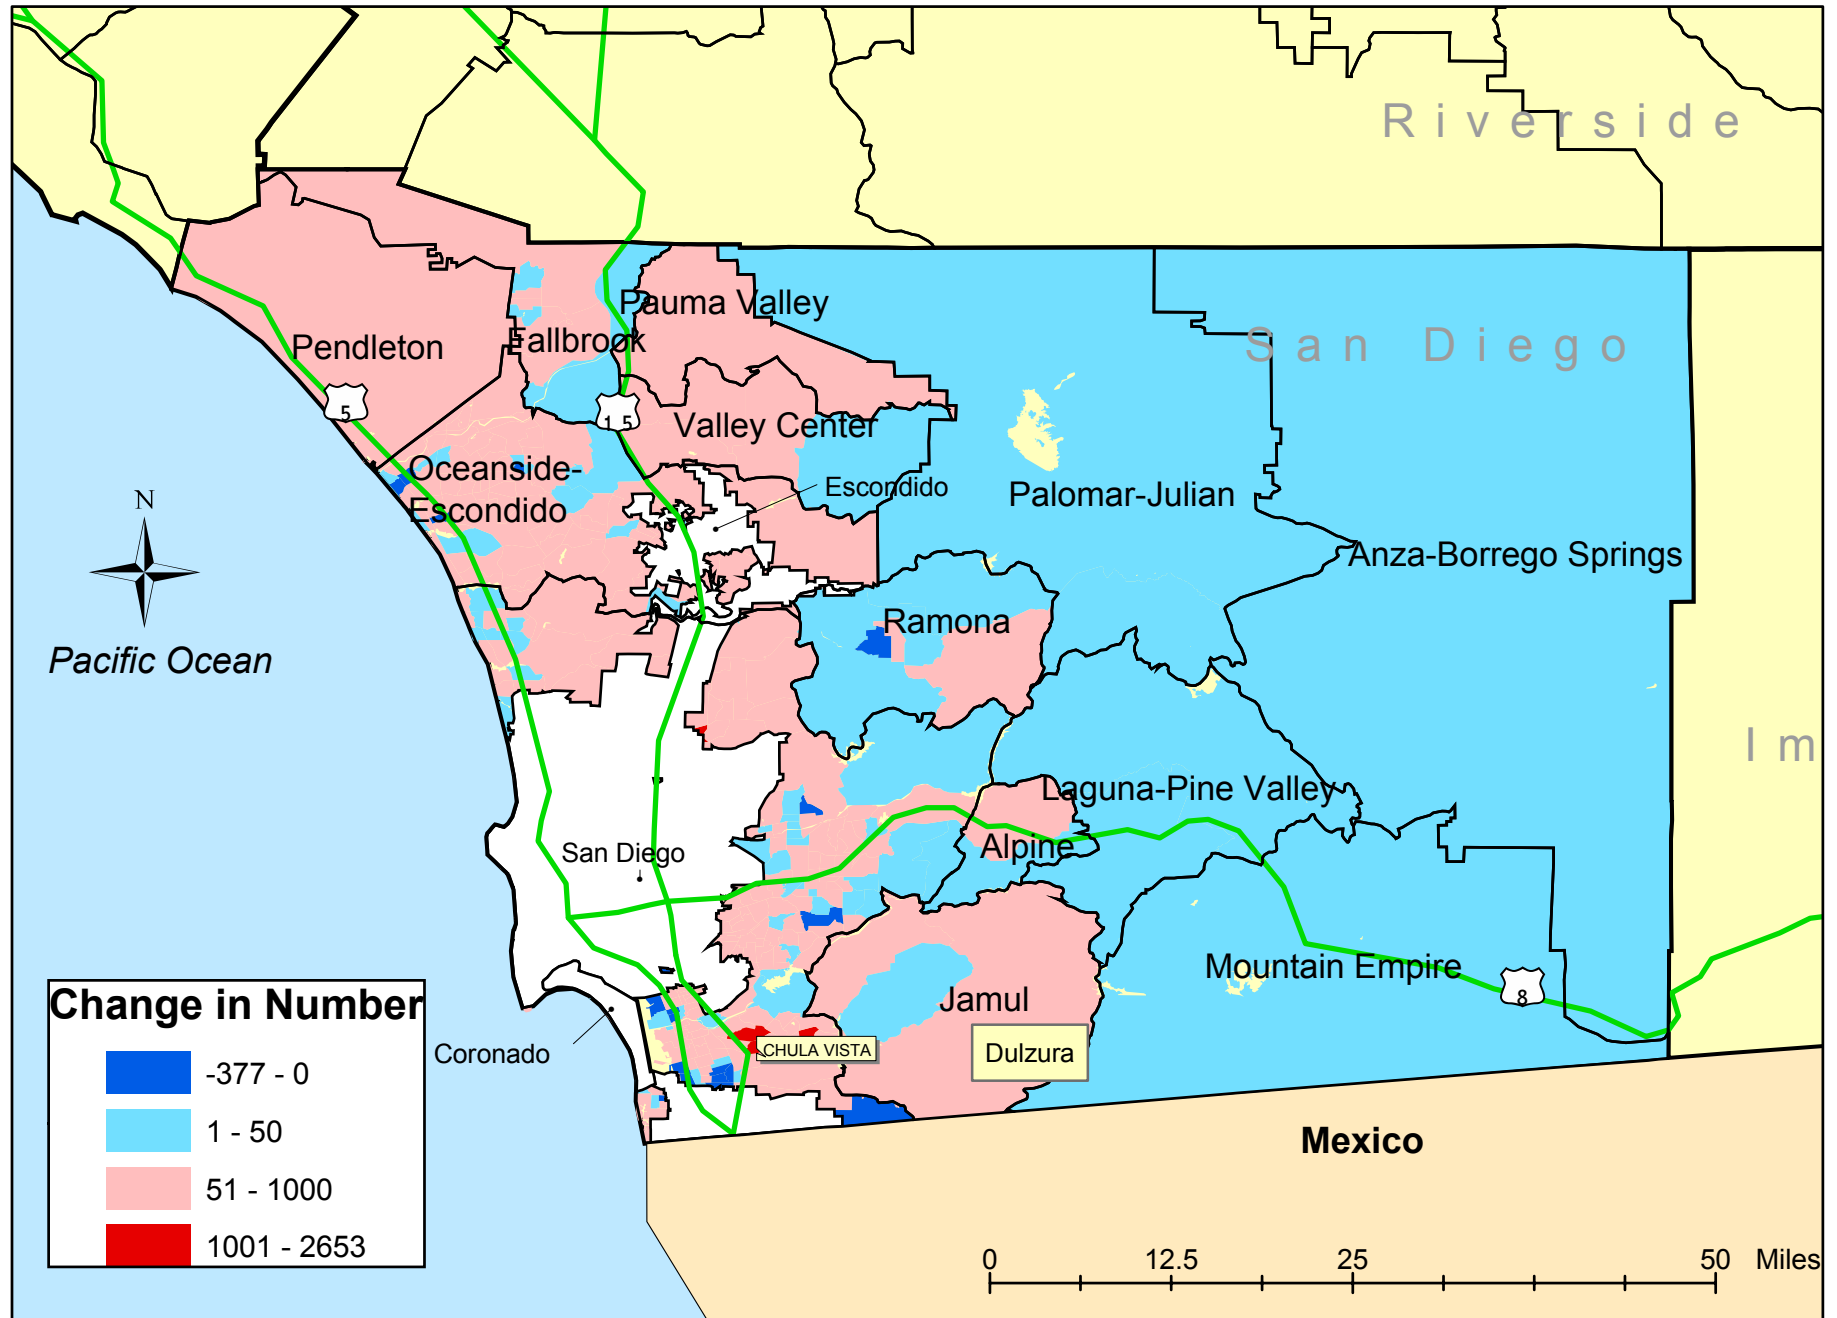 Riverside
San Diego
Pauma Valley
Fallbrook
Pendleton
5
15
Valley Center
Oceanside-
Escondido
Escondido
Palomar-Julian
Anza-Borrego Springs
N
Pacific Ocean
Ramona
Im
Laguna-Pine Valley
Alpine
San Diego
Mountain Empire
8
Jamul
Coronado
CHULA VISTA
Dulzura
Change in Number
-377 - 0
1 - 50
51 - 1000
1001 - 2653
Mexico
0 12.5 25 50 Miles